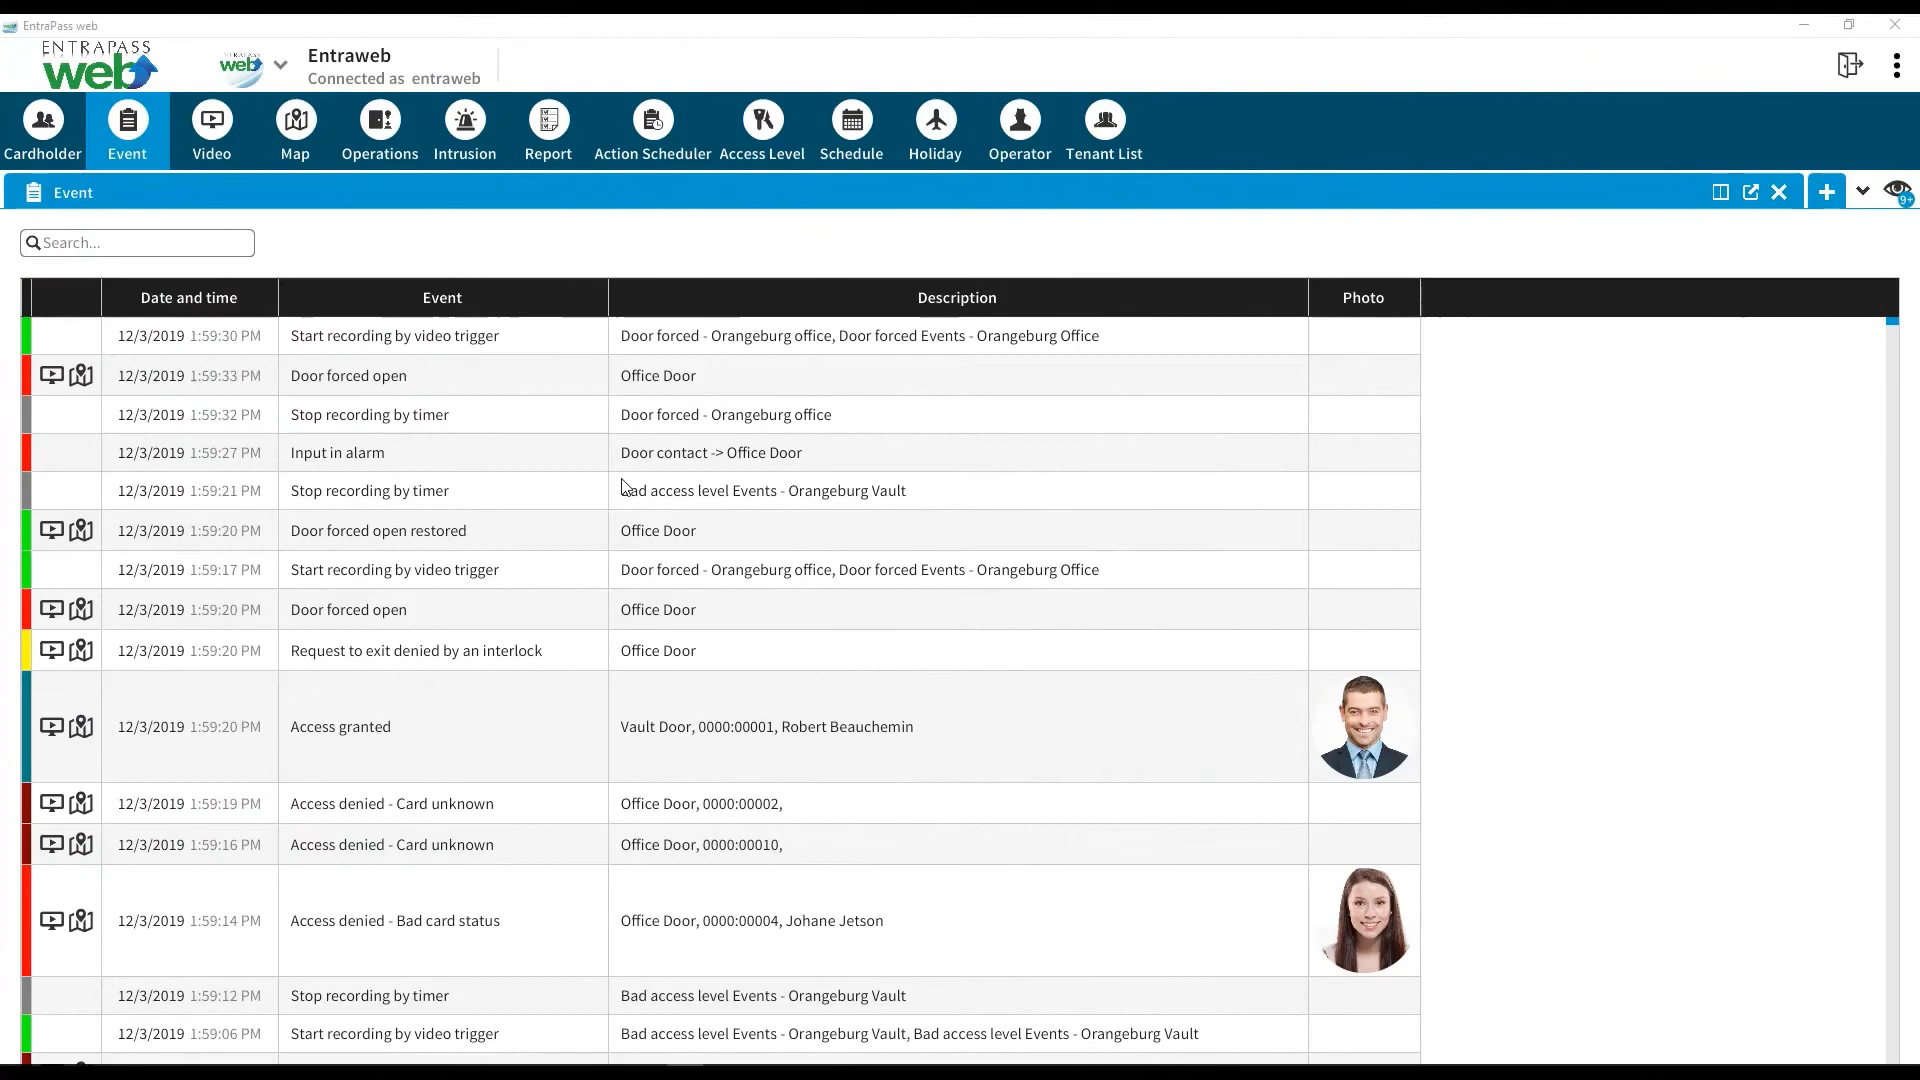 EntraPass web
ENTRAPASS
web
web
Entraweb
Connected as entraweb
Cardholder
Event
Video
Map
Operations
Intrusion
Report
Action Scheduler
Access Level
Schedule
Holiday
Operator
Tenant List
Event
9+
Search...
Date and time Event Description Photo
12/3/2019 1:59:30 PM Start recording by video trigger Door forced - Orangeburg office, Door forced Events - Orangeburg Office
12/3/2019 1:59:33 PM Door forced open Office Door
12/3/2019 1:59:32 PM Stop recording by timer Door forced - Orangeburg office
12/3/2019 1:59:27 PM Input in alarm Door contact -> Office Door
12/3/2019 1:59:21 PM Stop recording by timer Bad access level Events - Orangeburg Vault
12/3/2019 1:59:20 PM Door forced open restored Office Door
12/3/2019 1:59:17 PM Start recording by video trigger Door forced - Orangeburg office, Door forced Events - Orangeburg Office
12/3/2019 1:59:20 PM Door forced open Office Door
12/3/2019 1:59:20 PM Request to exit denied by an interlock Office Door
12/3/2019 1:59:20 PM Access granted Vault Door, 0000:00001, Robert Beauchemin
12/3/2019 1:59:19 PM Access denied - Card unknown Office Door, 0000:00002,
12/3/2019 1:59:16 PM Access denied - Card unknown Office Door, 0000:00010,
12/3/2019 1:59:14 PM Access denied - Bad card status Office Door, 0000:00004, Johane Jetson
12/3/2019 1:59:12 PM Stop recording by timer Bad access level Events - Orangeburg Vault
12/3/2019 1:59:06 PM Start recording by video trigger Bad access level Events - Orangeburg Vault, Bad access level Events - Orangeburg Vault